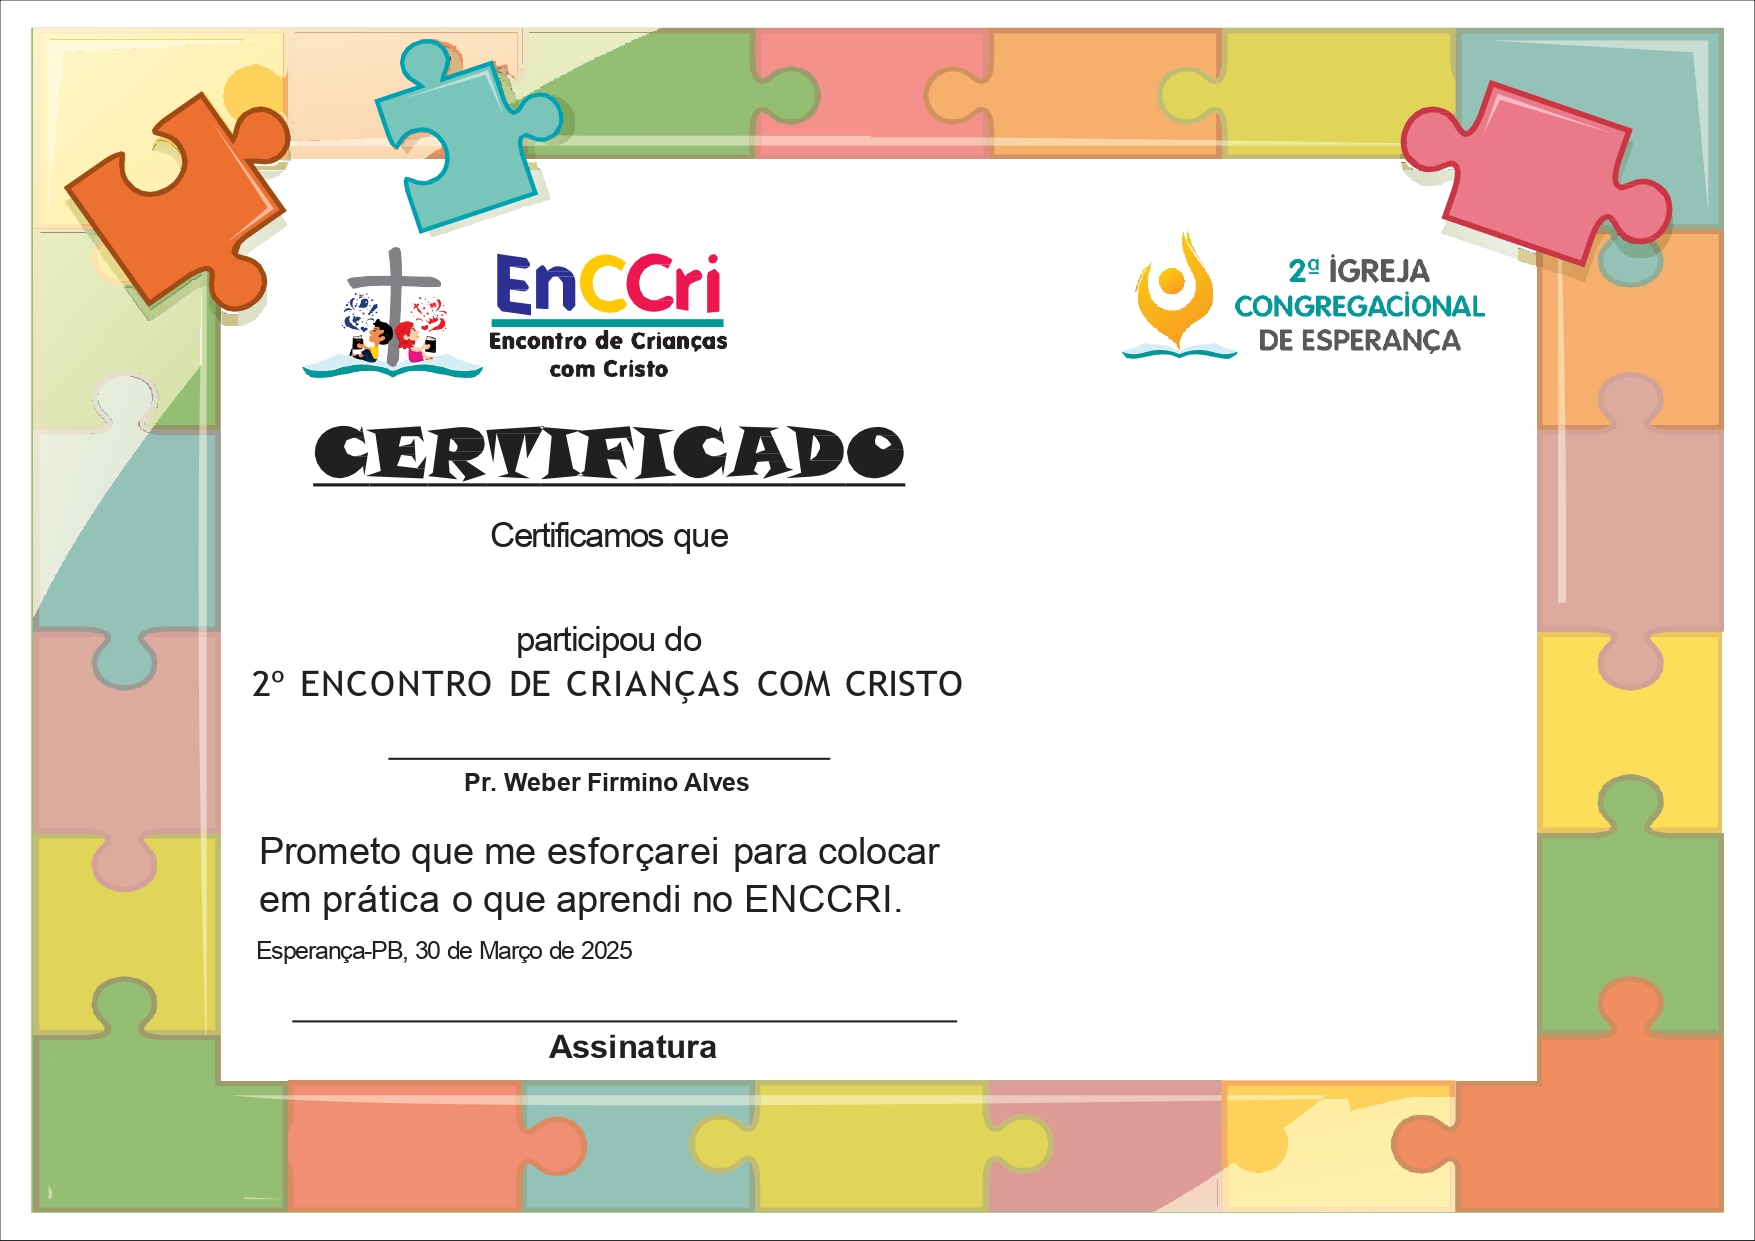 EnCCri
Encontro de Crianças
com Cristo
2ª IGREJA
CONGREGACIONAL
DE ESPERANÇA
CERTIFICADO
Certificamos que
participou do
2º ENCONTRO DE CRIANÇAS COM CRISTO
Pr. Weber Firmino Alves
Prometo que me esforçarei para colocar
em prática o que aprendi no ENCCRI.
Esperança-PB, 30 de Março de 2025
Assinatura